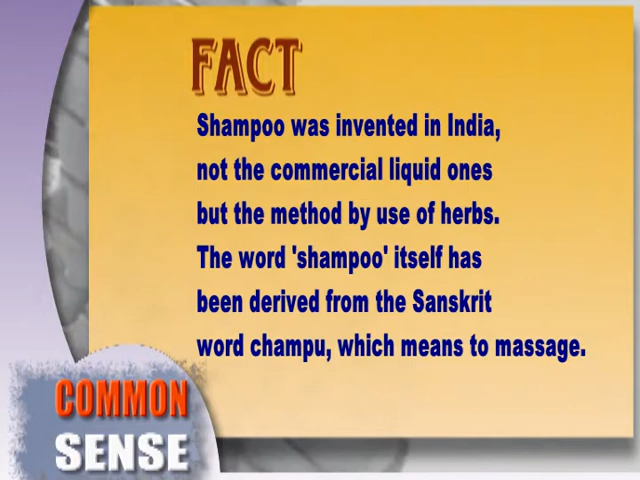 FACT
Shampoo was invented in India,
not the commercial liquid ones
but the method by use of herbs.
The word 'shampoo' itself has
been derived from the Sanskrit
word champu, which means to massage.
COMMON
SENSE